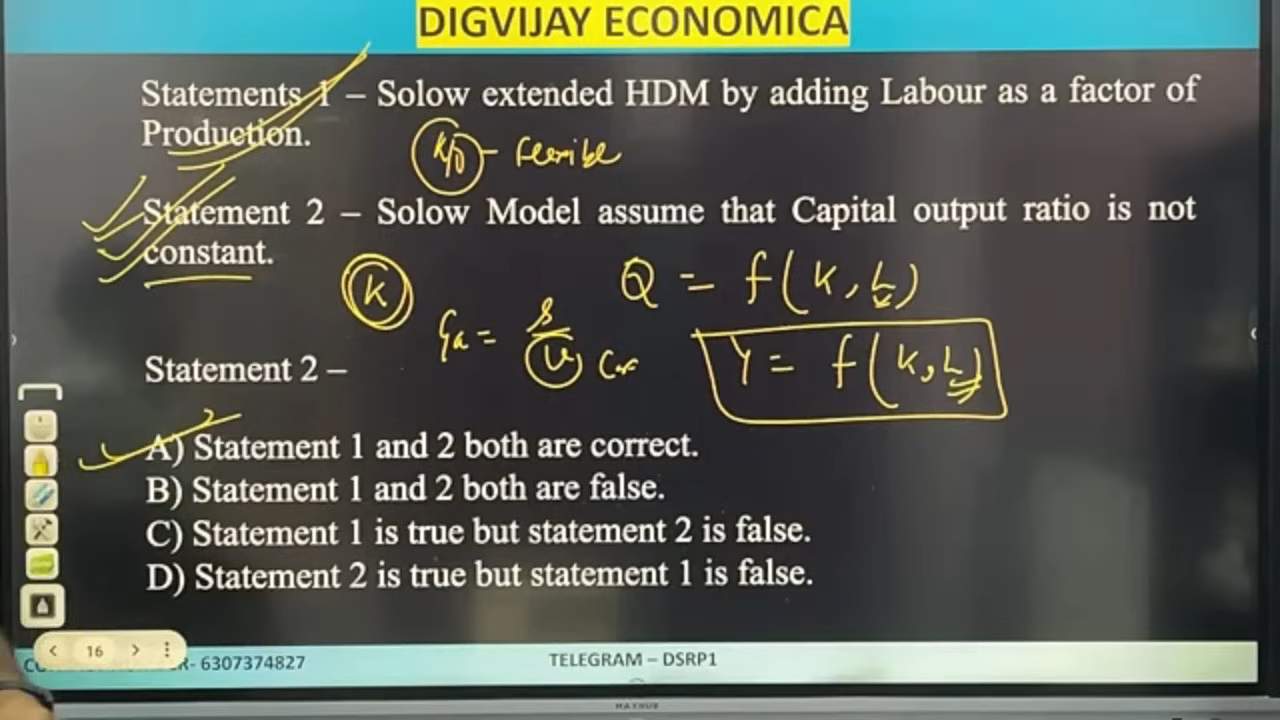 DIGVIJAY ECONOMICA
Statements 1 – Solow extended HDM by adding Labour as a factor of
Production.
Statement 2 – Solow Model assume that Capital output ratio is not
constant.
K
Q = f(K, L)
Y = f(K, L)
Statement 2 –
A) Statement 1 and 2 both are correct.
B) Statement 1 and 2 both are false.
C) Statement 1 is true but statement 2 is false.
D) Statement 2 is true but statement 1 is false.
16
R- 6307374827
TELEGRAM – DSRP1
MAXHUB